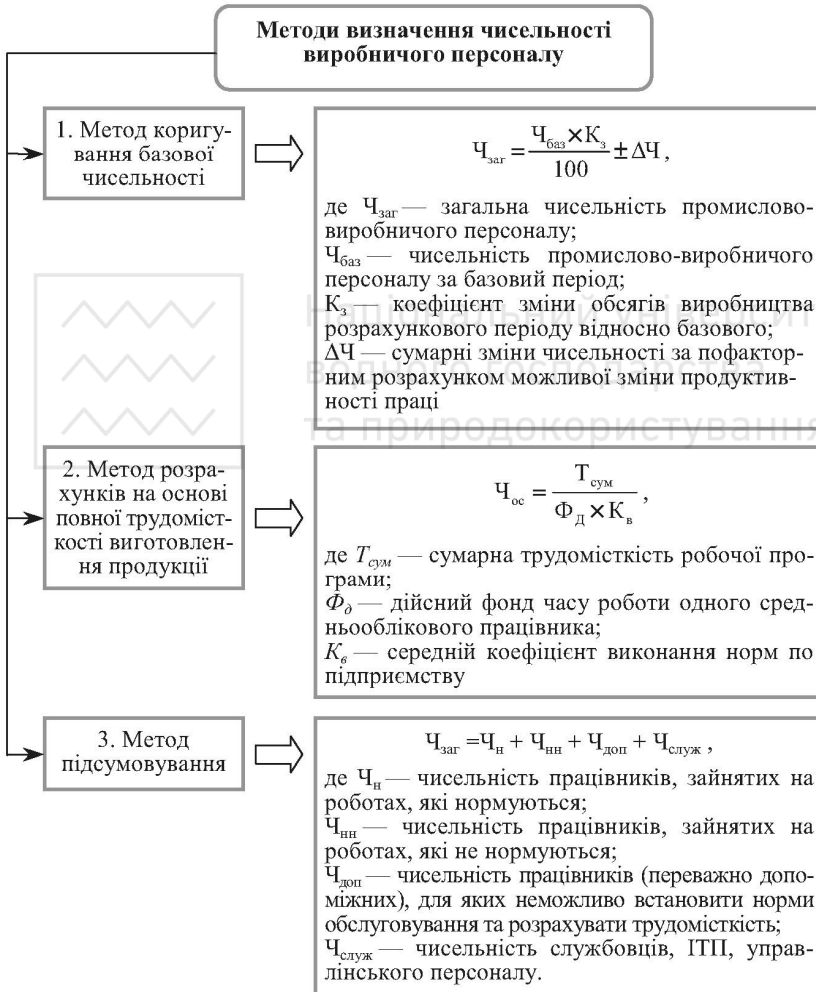 Методи визначення чисельності
виробничого персоналу
1. Метод коригу-
вання базової
чисельності
Ч_заг = (Ч_баз × К_з) / 100 ± ΔЧ ,
де Ч_заг — загальна чисельність промислово-
виробничого персоналу;
Ч_баз — чисельність промислово-виробничого
персоналу за базовий період;
К_з — коефіцієнт зміни обсягів виробництва
розрахункового періоду відносно базового;
ΔЧ — сумарні зміни чисельності за пофактор-
ним розрахунком можливої зміни продуктив-
ності праці
Національний університ
водного господарства
та природокористування
2. Метод розра-
хунків на основі
повної трудоміст-
кості виготовлен-
ня продукції
Ч_ос = Т_сум / (Ф_Д × К_в) ,
де Т_сум — сумарна трудомісткість робочої про-
грами;
Ф_д — дійсний фонд часу роботи одного сред-
ньооблікового працівника;
К_в — середній коефіцієнт виконання норм по
підприємству
3. Метод
підсумовування
Ч_заг =Ч_н + Ч_нн + Ч_доп + Ч_служ ,
де Ч_н — чисельність працівників, зайнятих на
роботах, які нормуються;
Ч_нн — чисельність працівників, зайнятих на
роботах, які не нормуються;
Ч_доп — чисельність працівників (переважно допо-
міжних), для яких неможливо встановити норми
обслуговування та розрахувати трудомісткість;
Ч_служ — чисельність службовців, ІТП, управ-
лінського персоналу.